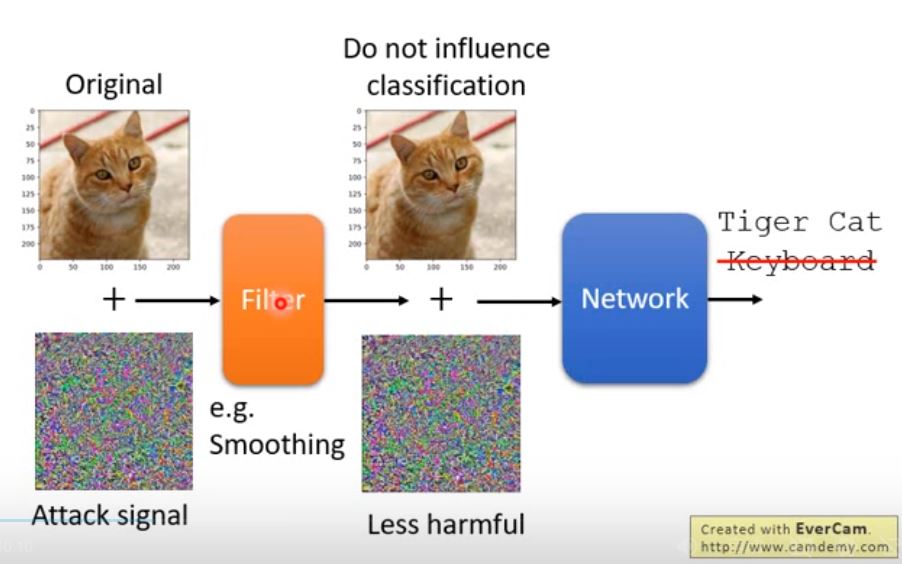 Original
Do not influence
classification
0
25
50
75
100
125
150
175
200
0 50 100 150 200
0
25
50
75
100
125
150
175
200
0 50 100 150 200
+
Filter
+
Network
Tiger Cat
Keyboard
e.g.
Smoothing
Attack signal
Less harmful
Created with EverCam.
http://www.camdemy.com
10:10